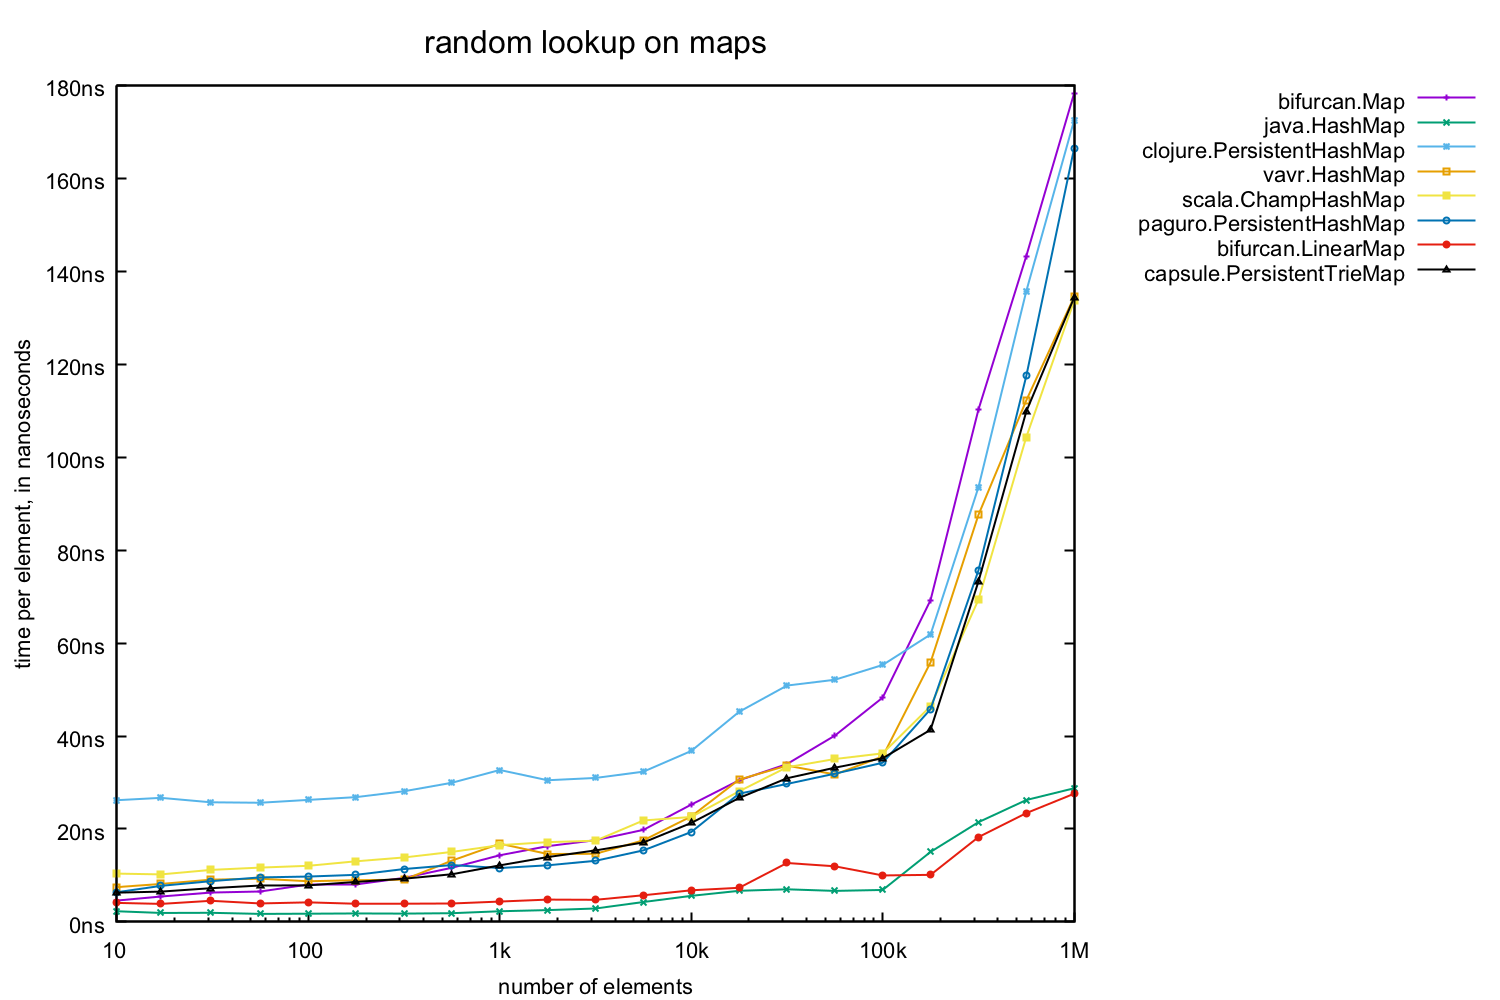 random lookup on maps
180ns
160ns
140ns
120ns
100ns
80ns
60ns
40ns
20ns
0ns
time per element, in nanoseconds
10
100
1k
10k
100k
1M
number of elements
bifurcan.Map
java.HashMap
clojure.PersistentHashMap
vavr.HashMap
scala.ChampHashMap
paguro.PersistentHashMap
bifurcan.LinearMap
capsule.PersistentTrieMap